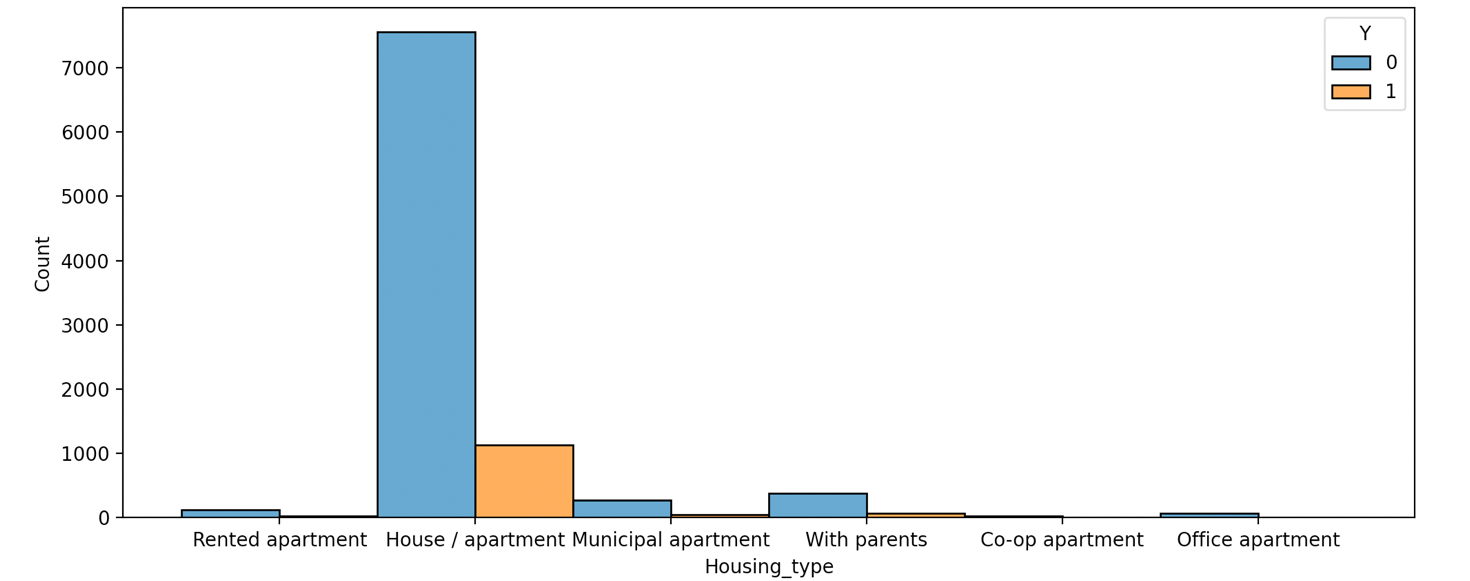 Y
0
1
7000
6000
5000
4000
3000
2000
1000
0
Count
Rented apartment House / apartment Municipal apartment With parents Co-op apartment Office apartment
Housing_type